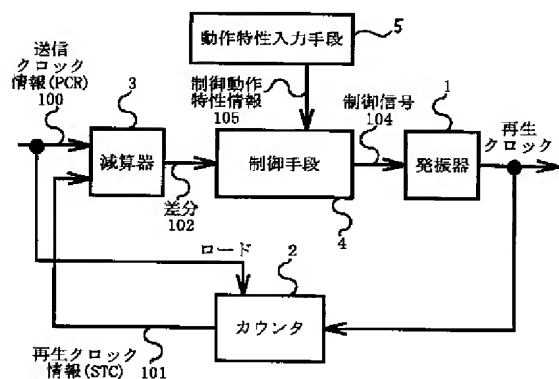 動作特性入力手段
5
送信
クロック
情報(PCR)
100
3
制御動作
特性情報
105
制御信号
104
1
再生
クロック
減算器
制御手段
発振器
差分
102
4
ロード
2
カウンタ
再生クロック
情報(STC)
101